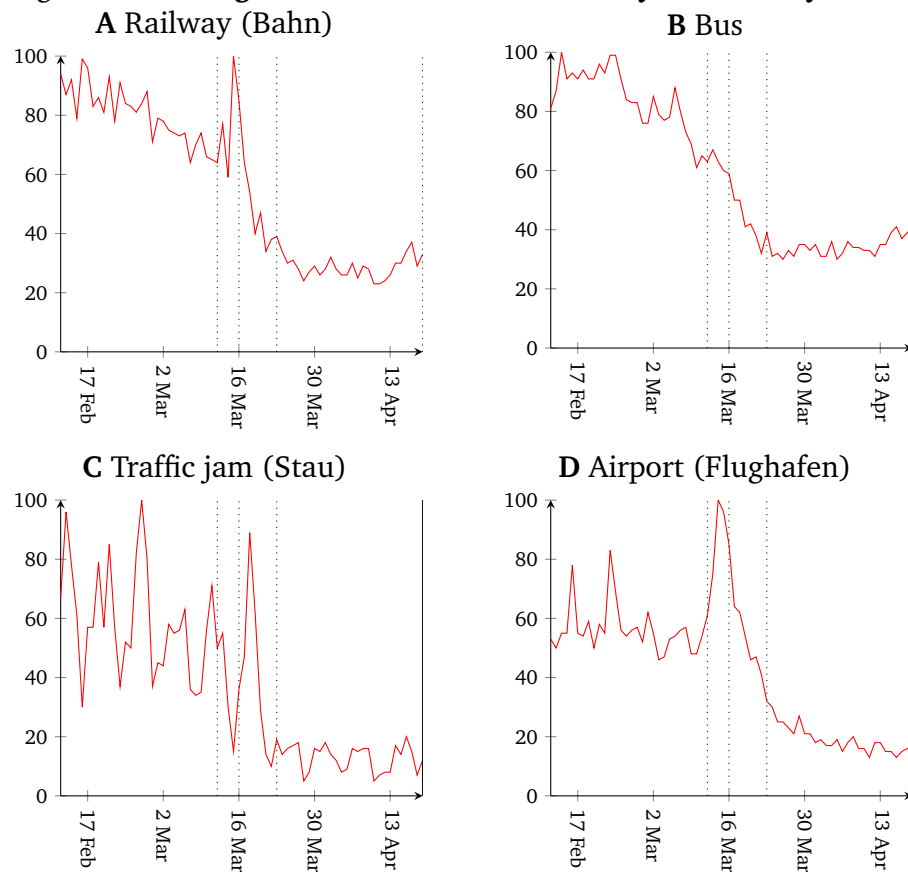 A Railway (Bahn)
100
80
60
40
20
0
17 Feb
2 Mar
16 Mar
30 Mar
13 Apr
B Bus
100
80
60
40
20
0
17 Feb
2 Mar
16 Mar
30 Mar
13 Apr
C Traffic jam (Stau)
100
80
60
40
20
0
17 Feb
2 Mar
16 Mar
30 Mar
13 Apr
D Airport (Flughafen)
100
80
60
40
20
0
17 Feb
2 Mar
16 Mar
30 Mar
13 Apr